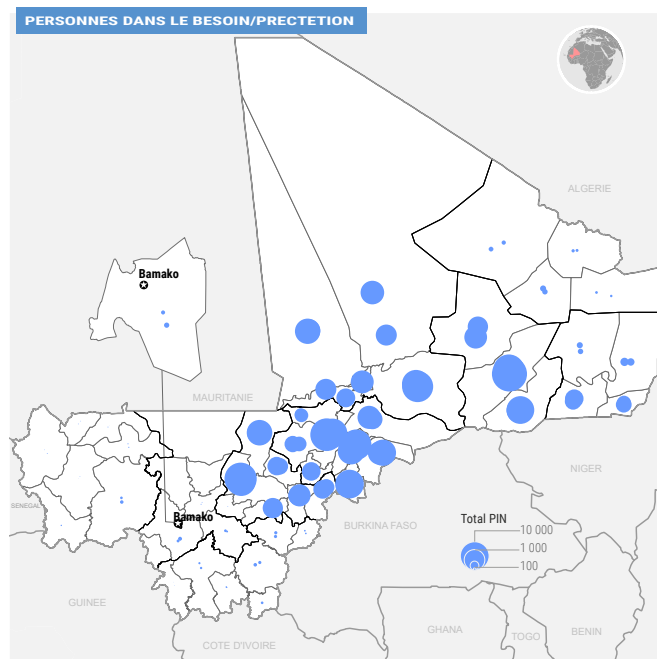 PERSONNES DANS LE BESOIN/PRECTETION
ALGERIE
Bamako
MAURITANIE
NIGER
SENEGAL
Bamako
BURKINA FASO
Total PIN
10 000
1 000
100
GUINEE
COTE D'IVOIRE
GHANA
TOGO
BENIN